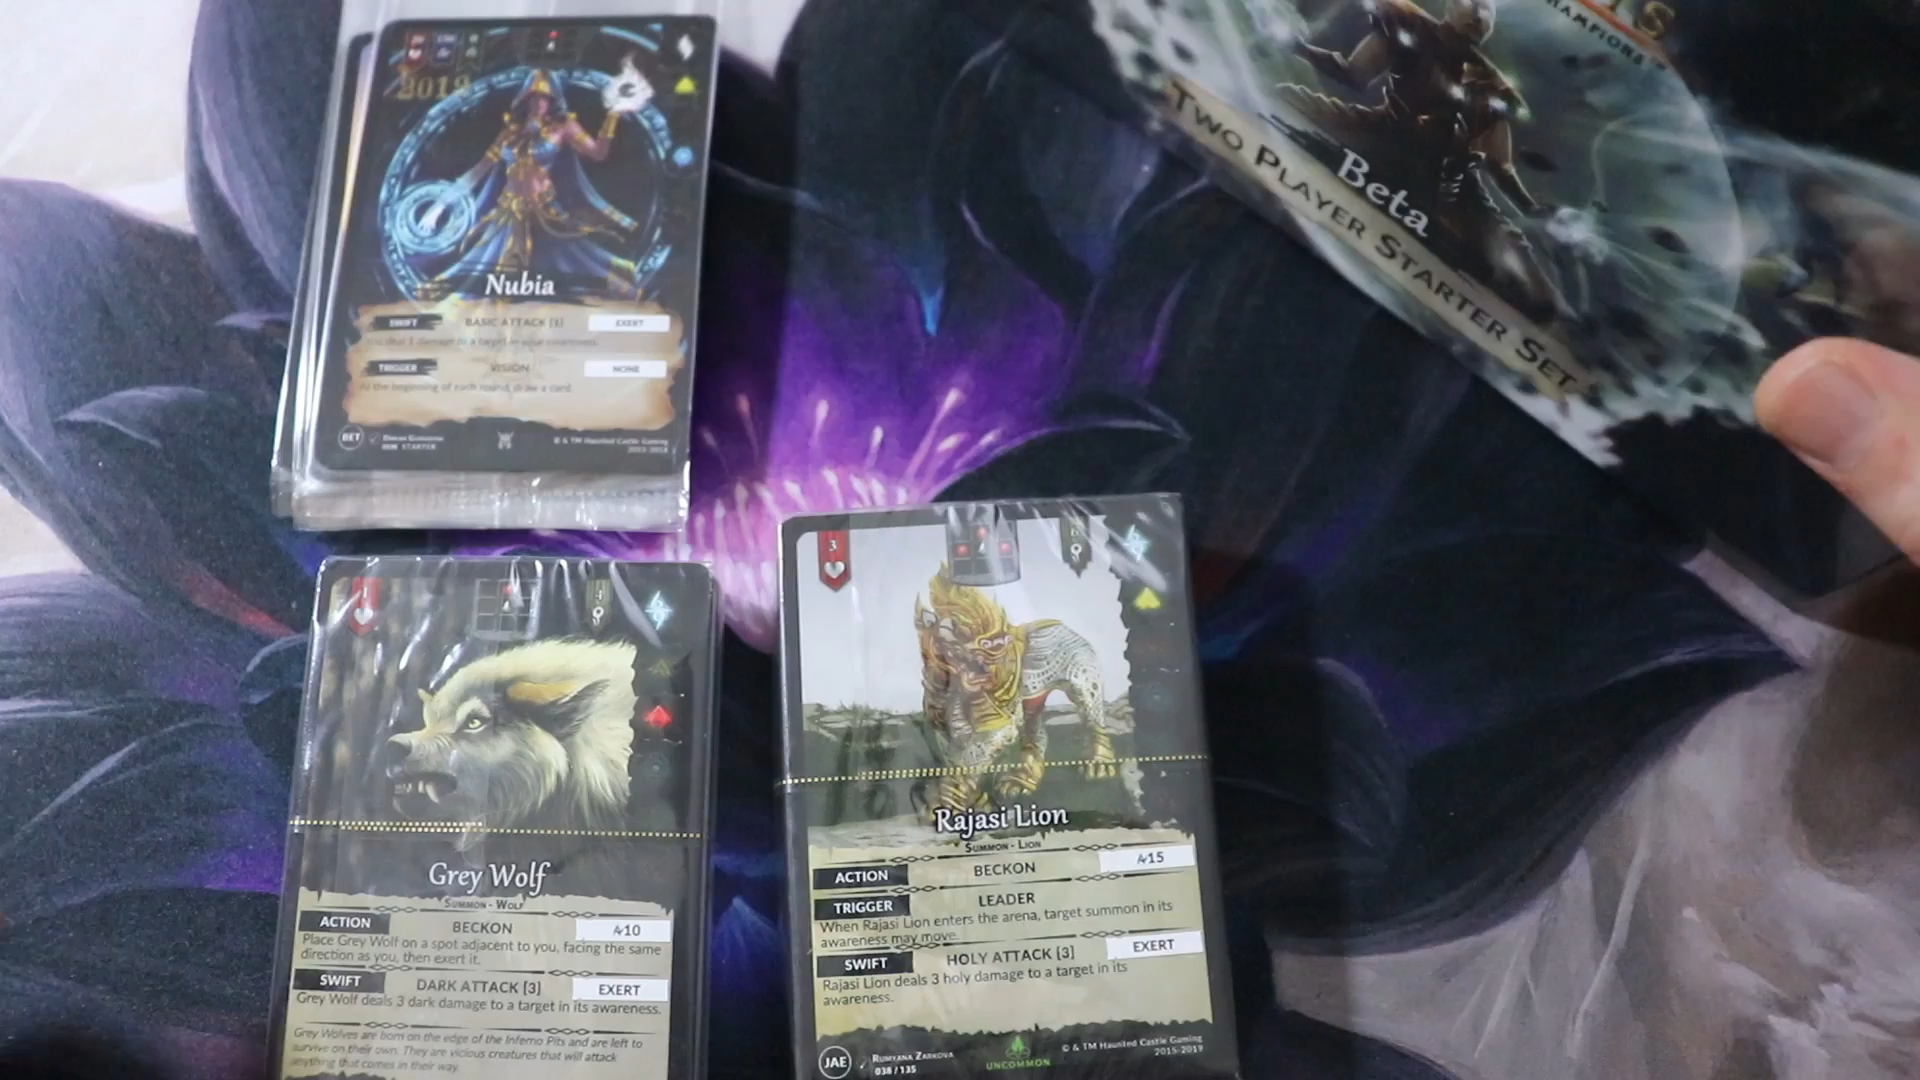 2019
Nubia
SWIFT BASIC ATTACK [1] EXERT
TRIGGER VISION NONE
At the beginning of each round, draw a card.
BET
STARTER
© & TM Haunted Castle Gaming
CHAMPIONS
Beta
TWO PLAYER STARTER SET
1
Grey Wolf
SUMMON - WOLF
ACTION BECKON 10
Place Grey Wolf on a spot adjacent to you, facing the same
direction as you, then exert it.
SWIFT DARK ATTACK [3] EXERT
Grey Wolf deals 3 dark damage to a target in its awareness.
Grey Wolves are born on the edge of the Inferno Pits and are left to
survive on their own. They are vicious creatures that will attack
anything that comes in their way.
3
6
Rajasi Lion
SUMMON - LION
ACTION BECKON 15
TRIGGER LEADER
When Rajasi Lion enters the arena, target summon in its
awareness may move.
SWIFT HOLY ATTACK [3] EXERT
Rajasi Lion deals 3 holy damage to a target in its
awareness.
JAE
RUMYANA ZARKOVA
038 / 135
UNCOMMON
© & TM Haunted Castle Gaming
2015-2019